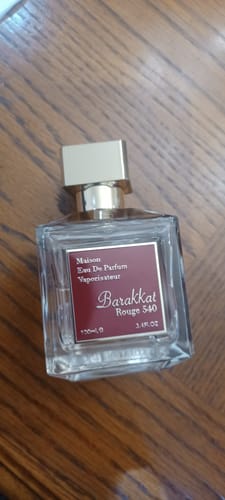 Maison
Eau De Parfum
Vaporisateur
Barakkat
Rouge 540
100ml,℮ 3.4FL.OZ